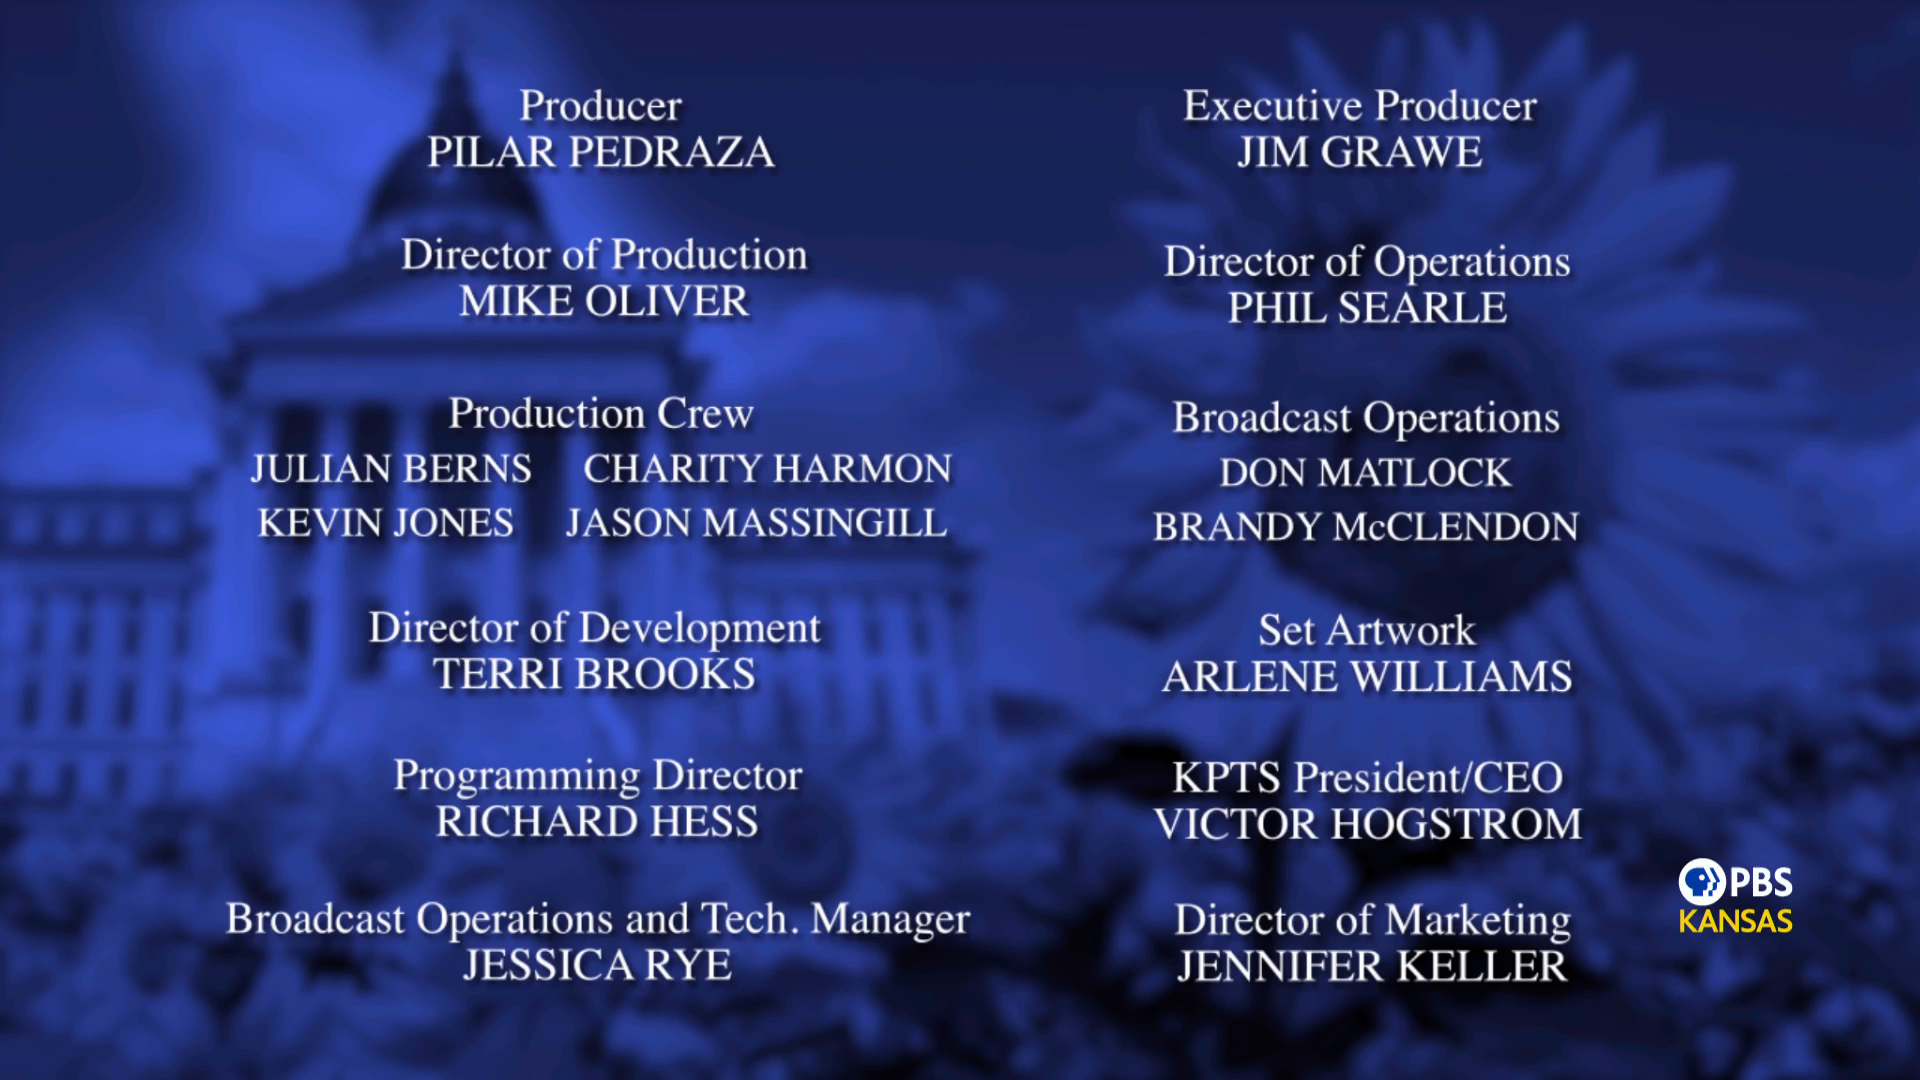 Producer
PILAR PEDRAZA
Director of Production
MIKE OLIVER
Production Crew
JULIAN BERNS CHARITY HARMON
KEVIN JONES JASON MASSINGILL
Director of Development
TERRI BROOKS
Programming Director
RICHARD HESS
Broadcast Operations and Tech. Manager
JESSICA RYE
Executive Producer
JIM GRAWE
Director of Operations
PHIL SEARLE
Broadcast Operations
DON MATLOCK
BRANDY McCLENDON
Set Artwork
ARLENE WILLIAMS
KPTS President/CEO
VICTOR HOGSTROM
Director of Marketing
JENNIFER KELLER
PBS
KANSAS